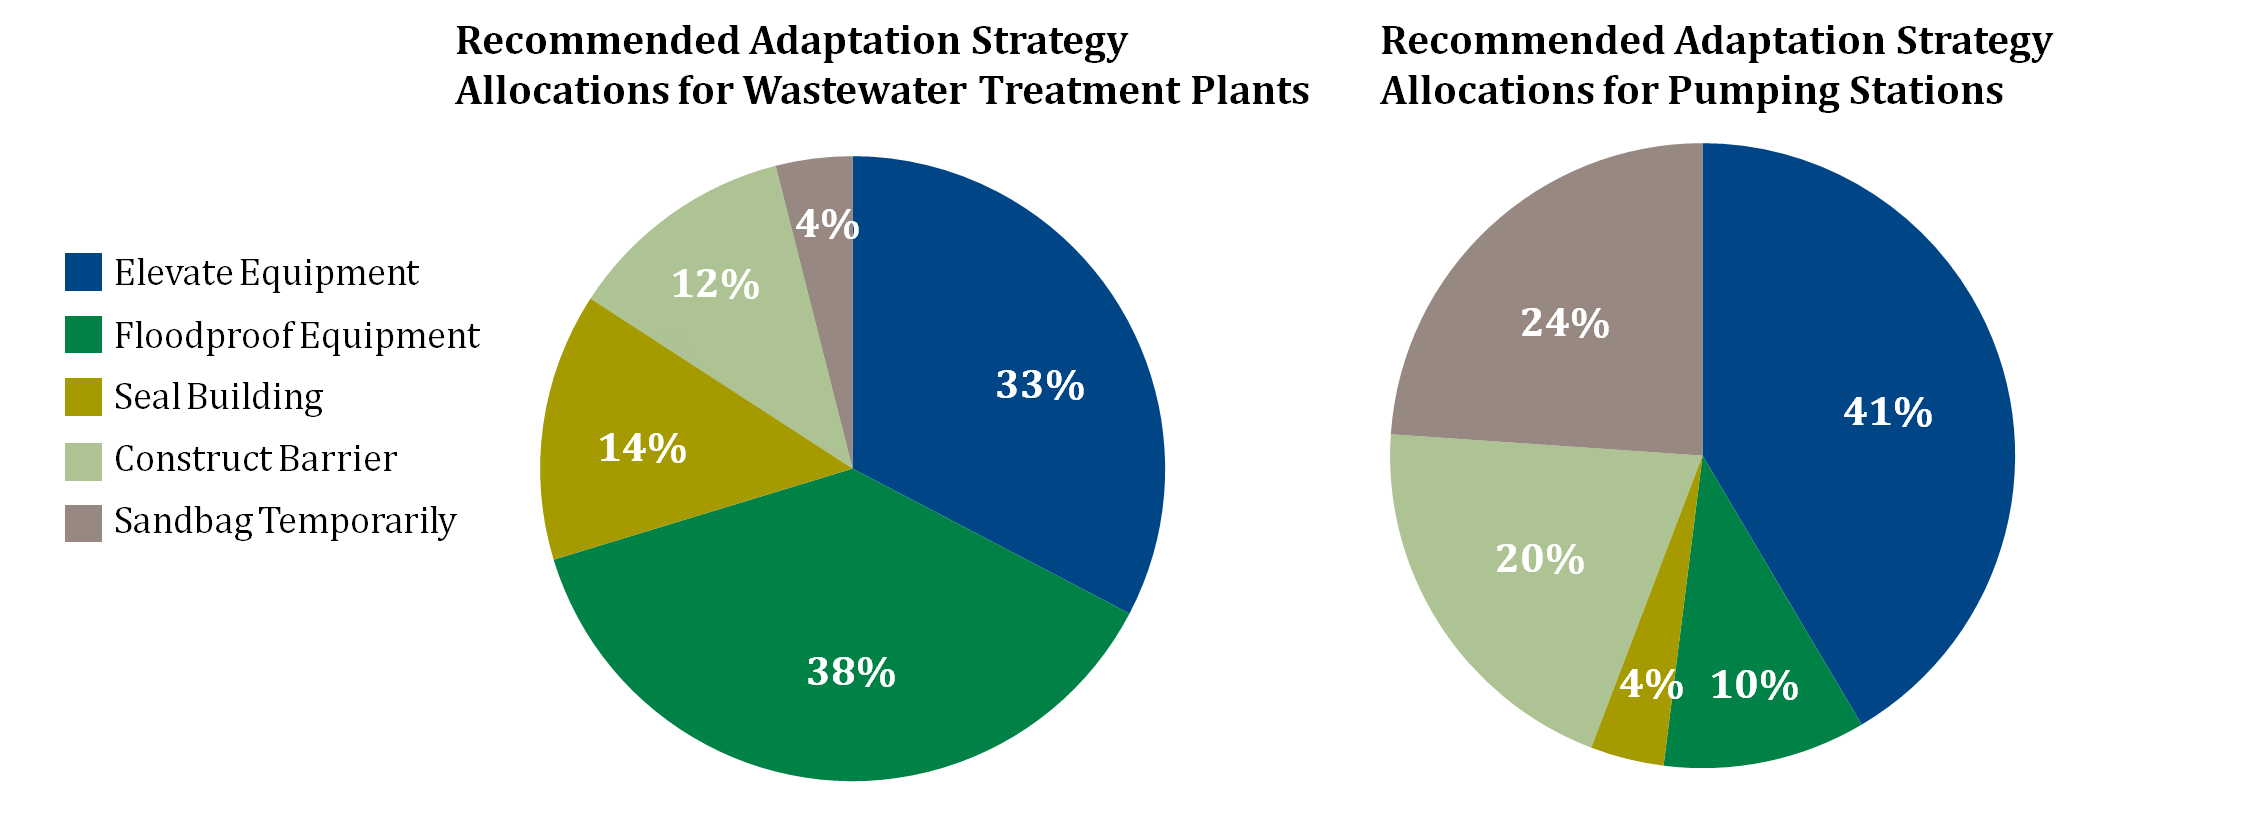 Recommended Adaptation Strategy
Allocations for Wastewater Treatment Plants
Recommended Adaptation Strategy
Allocations for Pumping Stations
Elevate Equipment
Floodproof Equipment
Seal Building
Construct Barrier
Sandbag Temporarily
4%
12%
33%
14%
38%
24%
41%
20%
4%
10%